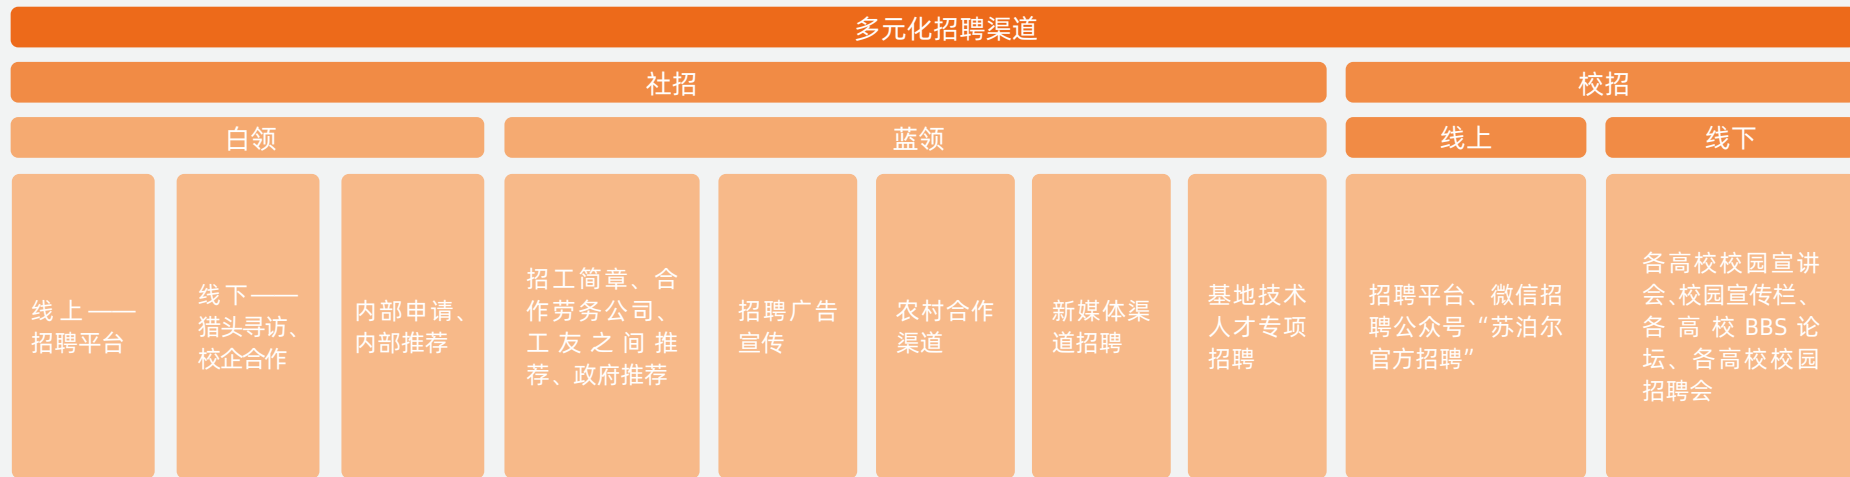 多元化招聘渠道
社招
校招
白领
蓝领
线上
线下
线上——
招聘平台
线下——
猎头寻访、
校企合作
内部申请、
内部推荐
招工简章、合
作劳务公司、
工友之间推
荐、政府推荐
招聘广告
宣传
农村合作
渠道
新媒体渠
道招聘
基地技术
人才专项
招聘
招聘平台、微信招
聘公众号“苏泊尔
官方招聘”
各高校校园宣讲
会、校园宣传栏、
各高校BBS论
坛、各高校校园
招聘会